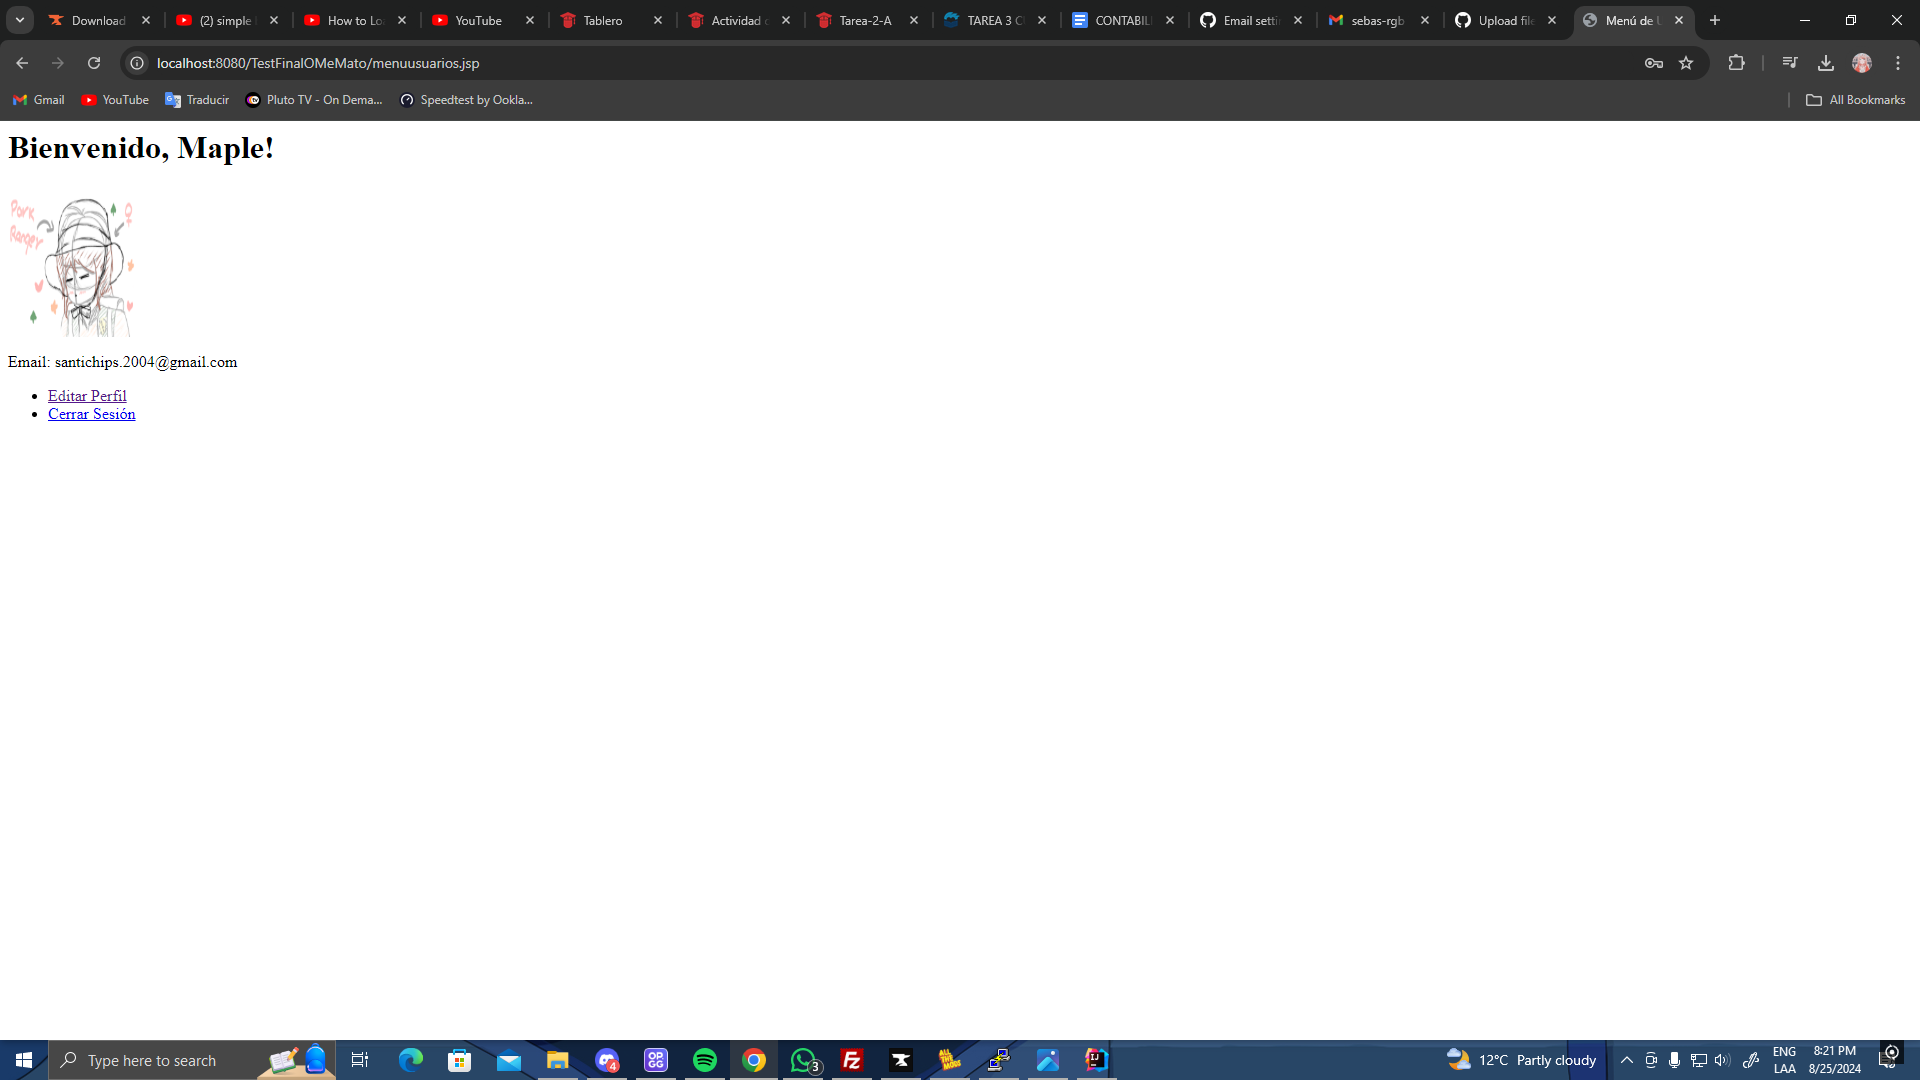 Download
(2) simple
How to Lo
YouTube
Tablero
Actividad
Tarea-2-A
TAREA 3 C
CONTABIL
Email setti
sebas-rgb
Upload file
Menú de U
localhost:8080/TestFinalOMeMato/menuusuarios.jsp
Gmail
YouTube
Traducir
Pluto TV - On Dema...
Speedtest by Ookla...
All Bookmarks
Bienvenido, Maple!
Pork
Ranger
Email: santichips.2004@gmail.com
Editar Perfil
Cerrar Sesión
Type here to search
4
OP.GG
3
12°C Partly cloudy
ENG
LAA
8:21 PM
8/25/2024